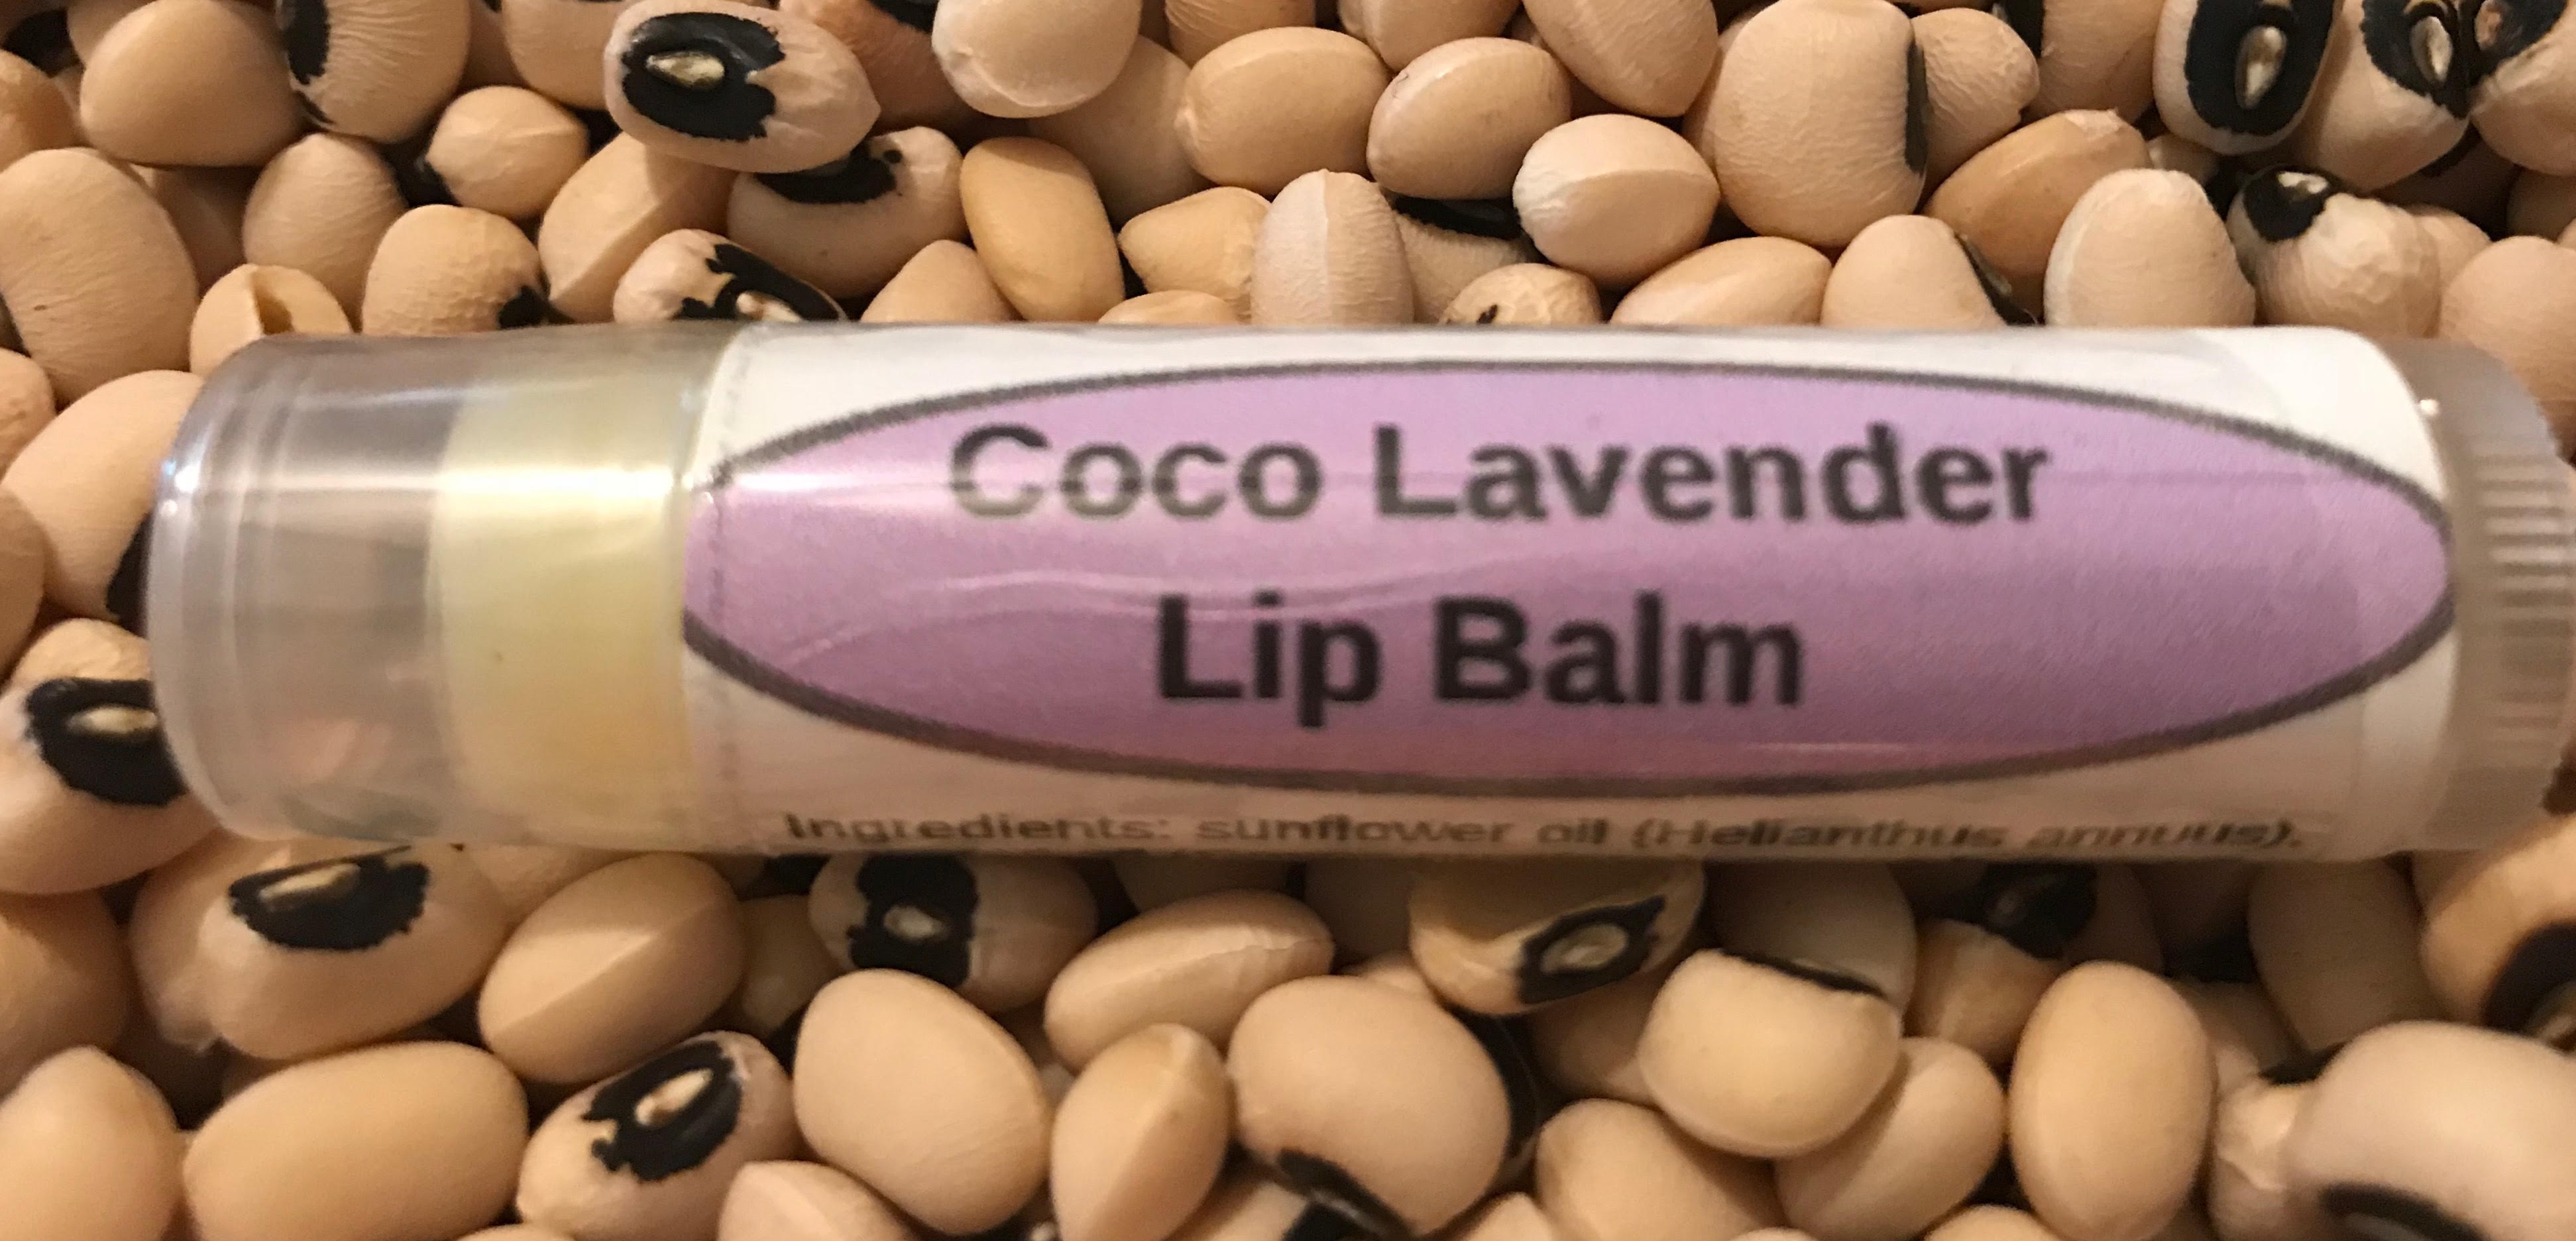 Coco Lavender
Lip Balm
Ingredients: sunflower oil (Helianthus annuus),